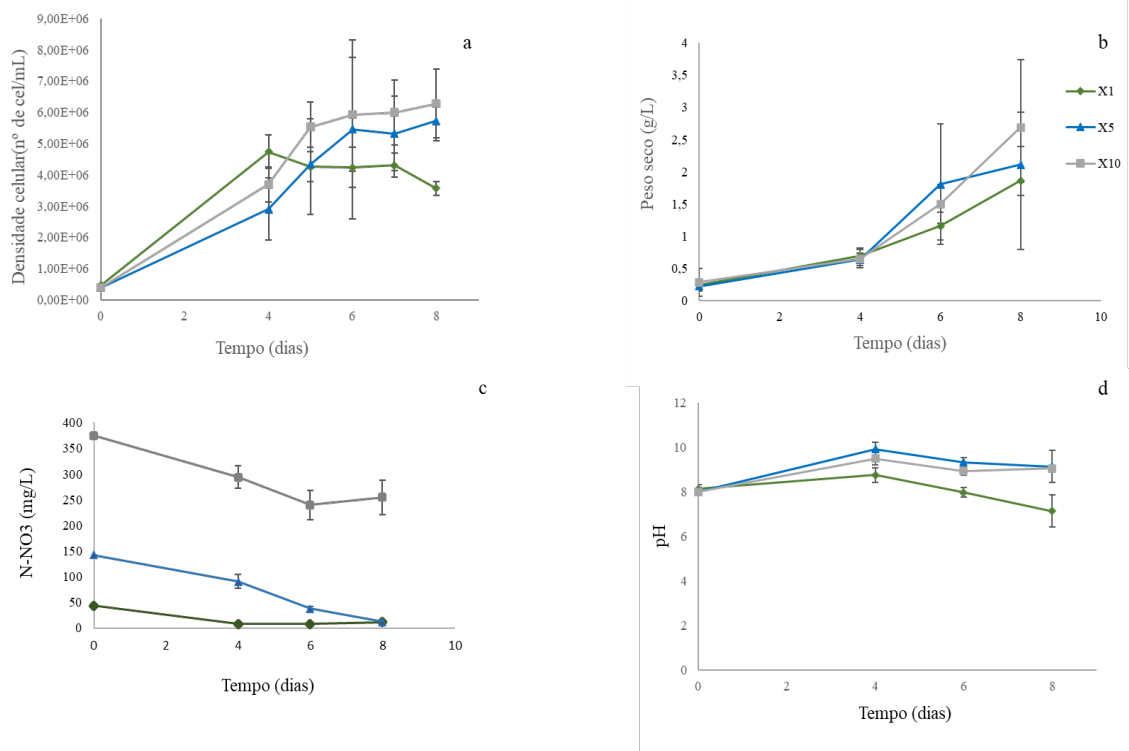 a
Densidade celular(nº de cel/mL)
9,00E+06
8,00E+06
7,00E+06
6,00E+06
5,00E+06
4,00E+06
3,00E+06
2,00E+06
1,00E+06
0,00E+00
0 2 4 6 8
Tempo (dias)
b
Peso seco (g/L)
4
3,5
3
2,5
2
1,5
1
0,5
0
0 2 4 6 8 10
Tempo (dias)
X1
X5
X10
c
N-NO3 (mg/L)
400
350
300
250
200
150
100
50
0
0 2 4 6 8 10
Tempo (dias)
d
pH
12
10
8
6
4
2
0
0 2 4 6 8
Tempo (dias)